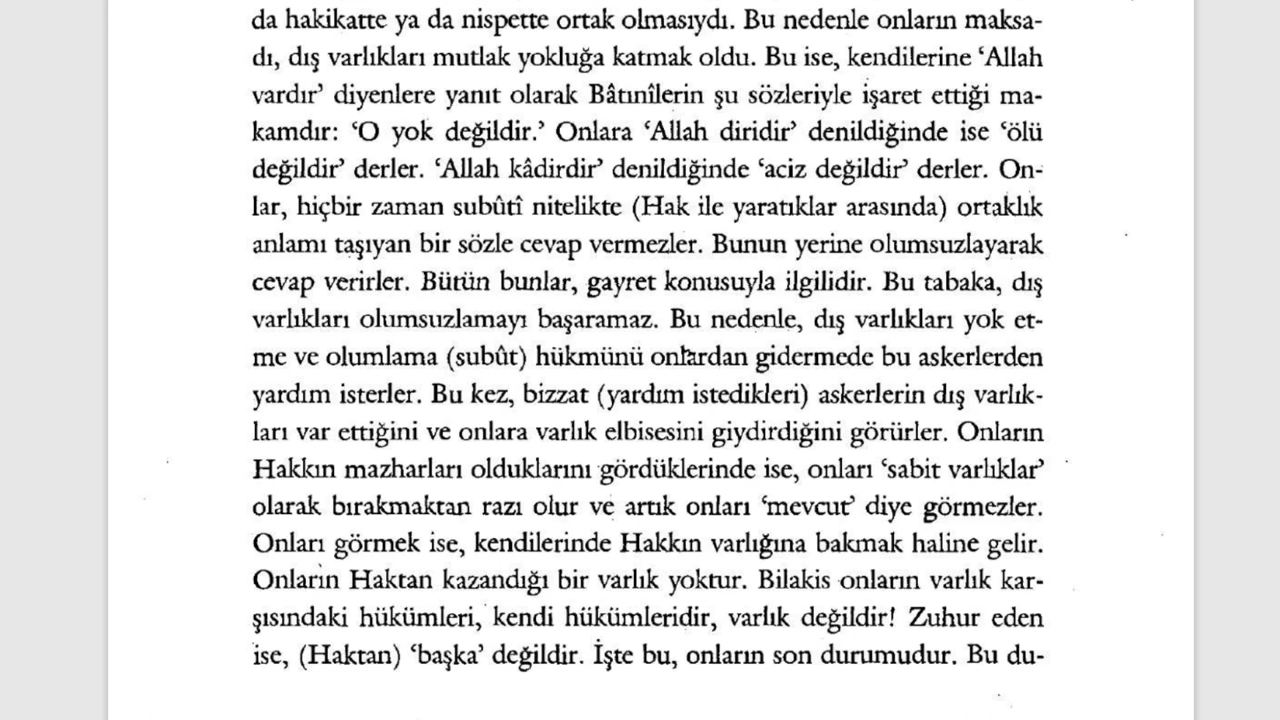 da hakikatte ya da nispette ortak olmasıydı. Bu nedenle onların maksa-
dı, dış varlıkları mutlak yokluğa katmak oldu. Bu ise, kendilerine ‘Allah
vardır’ diyenlere yanıt olarak Bâtınîlerin şu sözleriyle işaret ettiği ma-
kamdır: ‘O yok değildir.’ Onlara ‘Allah diridir’ denildiğinde ise ‘ölü
değildir’ derler. ‘Allah kâdirdir’ denildiğinde ‘aciz değildir’ derler. On-
lar, hiçbir zaman subûtî nitelikte (Hak ile yaratıklar arasında) ortaklık
anlamı taşıyan bir sözle cevap vermezler. Bunun yerine olumsuzlayarak
cevap verirler. Bütün bunlar, gayret konusuyla ilgilidir. Bu tabaka, dış
varlıkları olumsuzlamayı başaramaz. Bu nedenle, dış varlıkları yok et-
me ve olumlama (subût) hükmünü onlardan gidermede bu askerlerden
yardım isterler. Bu kez, bizzat (yardım istedikleri) askerlerin dış varlık-
ları var ettiğini ve onlara varlık elbisesini giydirdiğini görürler. Onların
Hakkın mazharları olduklarını gördüklerinde ise, onları ‘sabit varlıklar’
olarak bırakmaktan razı olur ve artık onları ‘mevcut’ diye görmezler.
Onları görmek ise, kendilerinde Hakkın varlığına bakmak haline gelir.
Onların Haktan kazandığı bir varlık yoktur. Bilakis onların varlık kar-
şısındaki hükümleri, kendi hükümleridir, varlık değildir! Zuhur eden
ise, (Haktan) ‘başka’ değildir. İşte bu, onların son durumudur. Bu du-